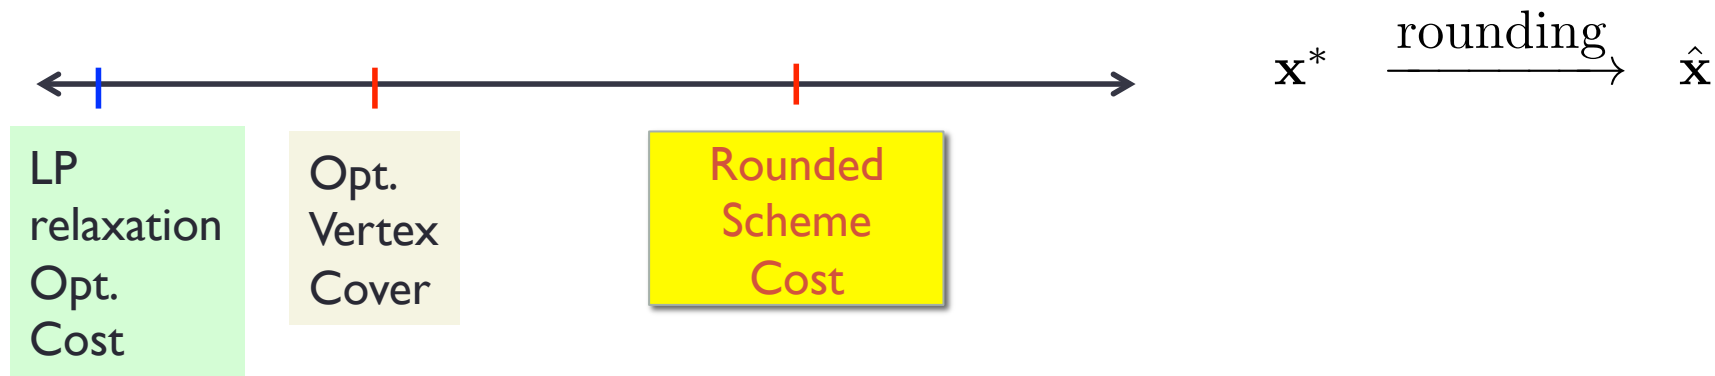 x* rounding x̂
LP
relaxation
Opt.
Cost
Opt.
Vertex
Cover
Rounded
Scheme
Cost